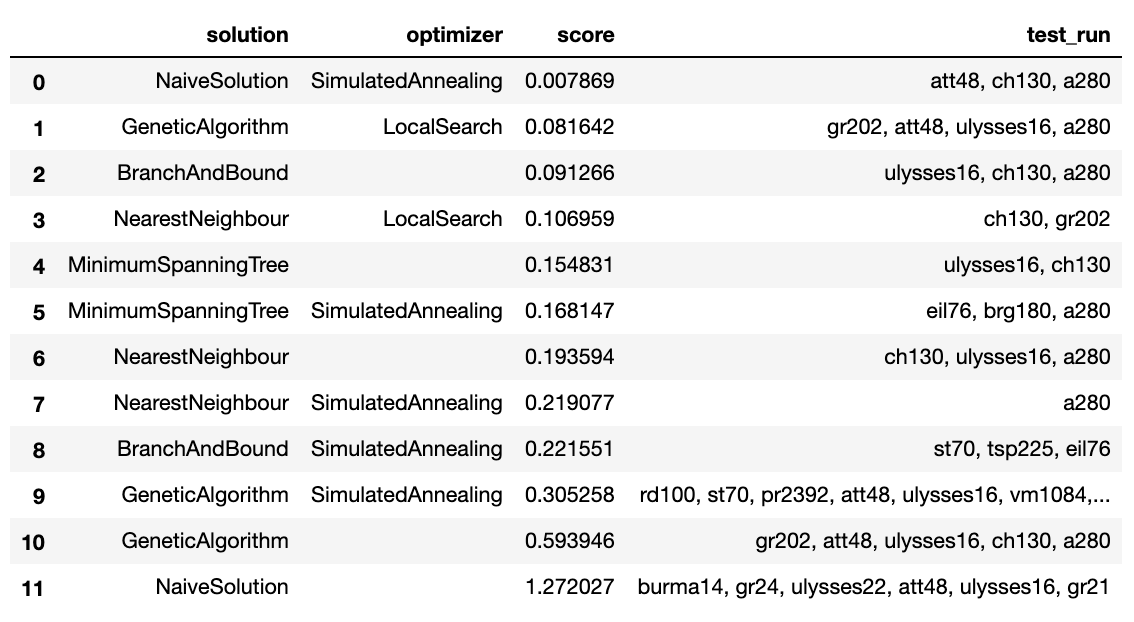 solution optimizer score test_run
0 NaiveSolution SimulatedAnnealing 0.007869 att48, ch130, a280
1 GeneticAlgorithm LocalSearch 0.081642 gr202, att48, ulysses16, a280
2 BranchAndBound 0.091266 ulysses16, ch130, a280
3 NearestNeighbour LocalSearch 0.106959 ch130, gr202
4 MinimumSpanningTree 0.154831 ulysses16, ch130
5 MinimumSpanningTree SimulatedAnnealing 0.168147 eil76, brg180, a280
6 NearestNeighbour 0.193594 ch130, ulysses16, a280
7 NearestNeighbour SimulatedAnnealing 0.219077 a280
8 BranchAndBound SimulatedAnnealing 0.221551 st70, tsp225, eil76
9 GeneticAlgorithm SimulatedAnnealing 0.305258 rd100, st70, pr2392, att48, ulysses16, vm1084,...
10 GeneticAlgorithm 0.593946 gr202, att48, ulysses16, ch130, a280
11 NaiveSolution 1.272027 burma14, gr24, ulysses22, att48, ulysses16, gr21